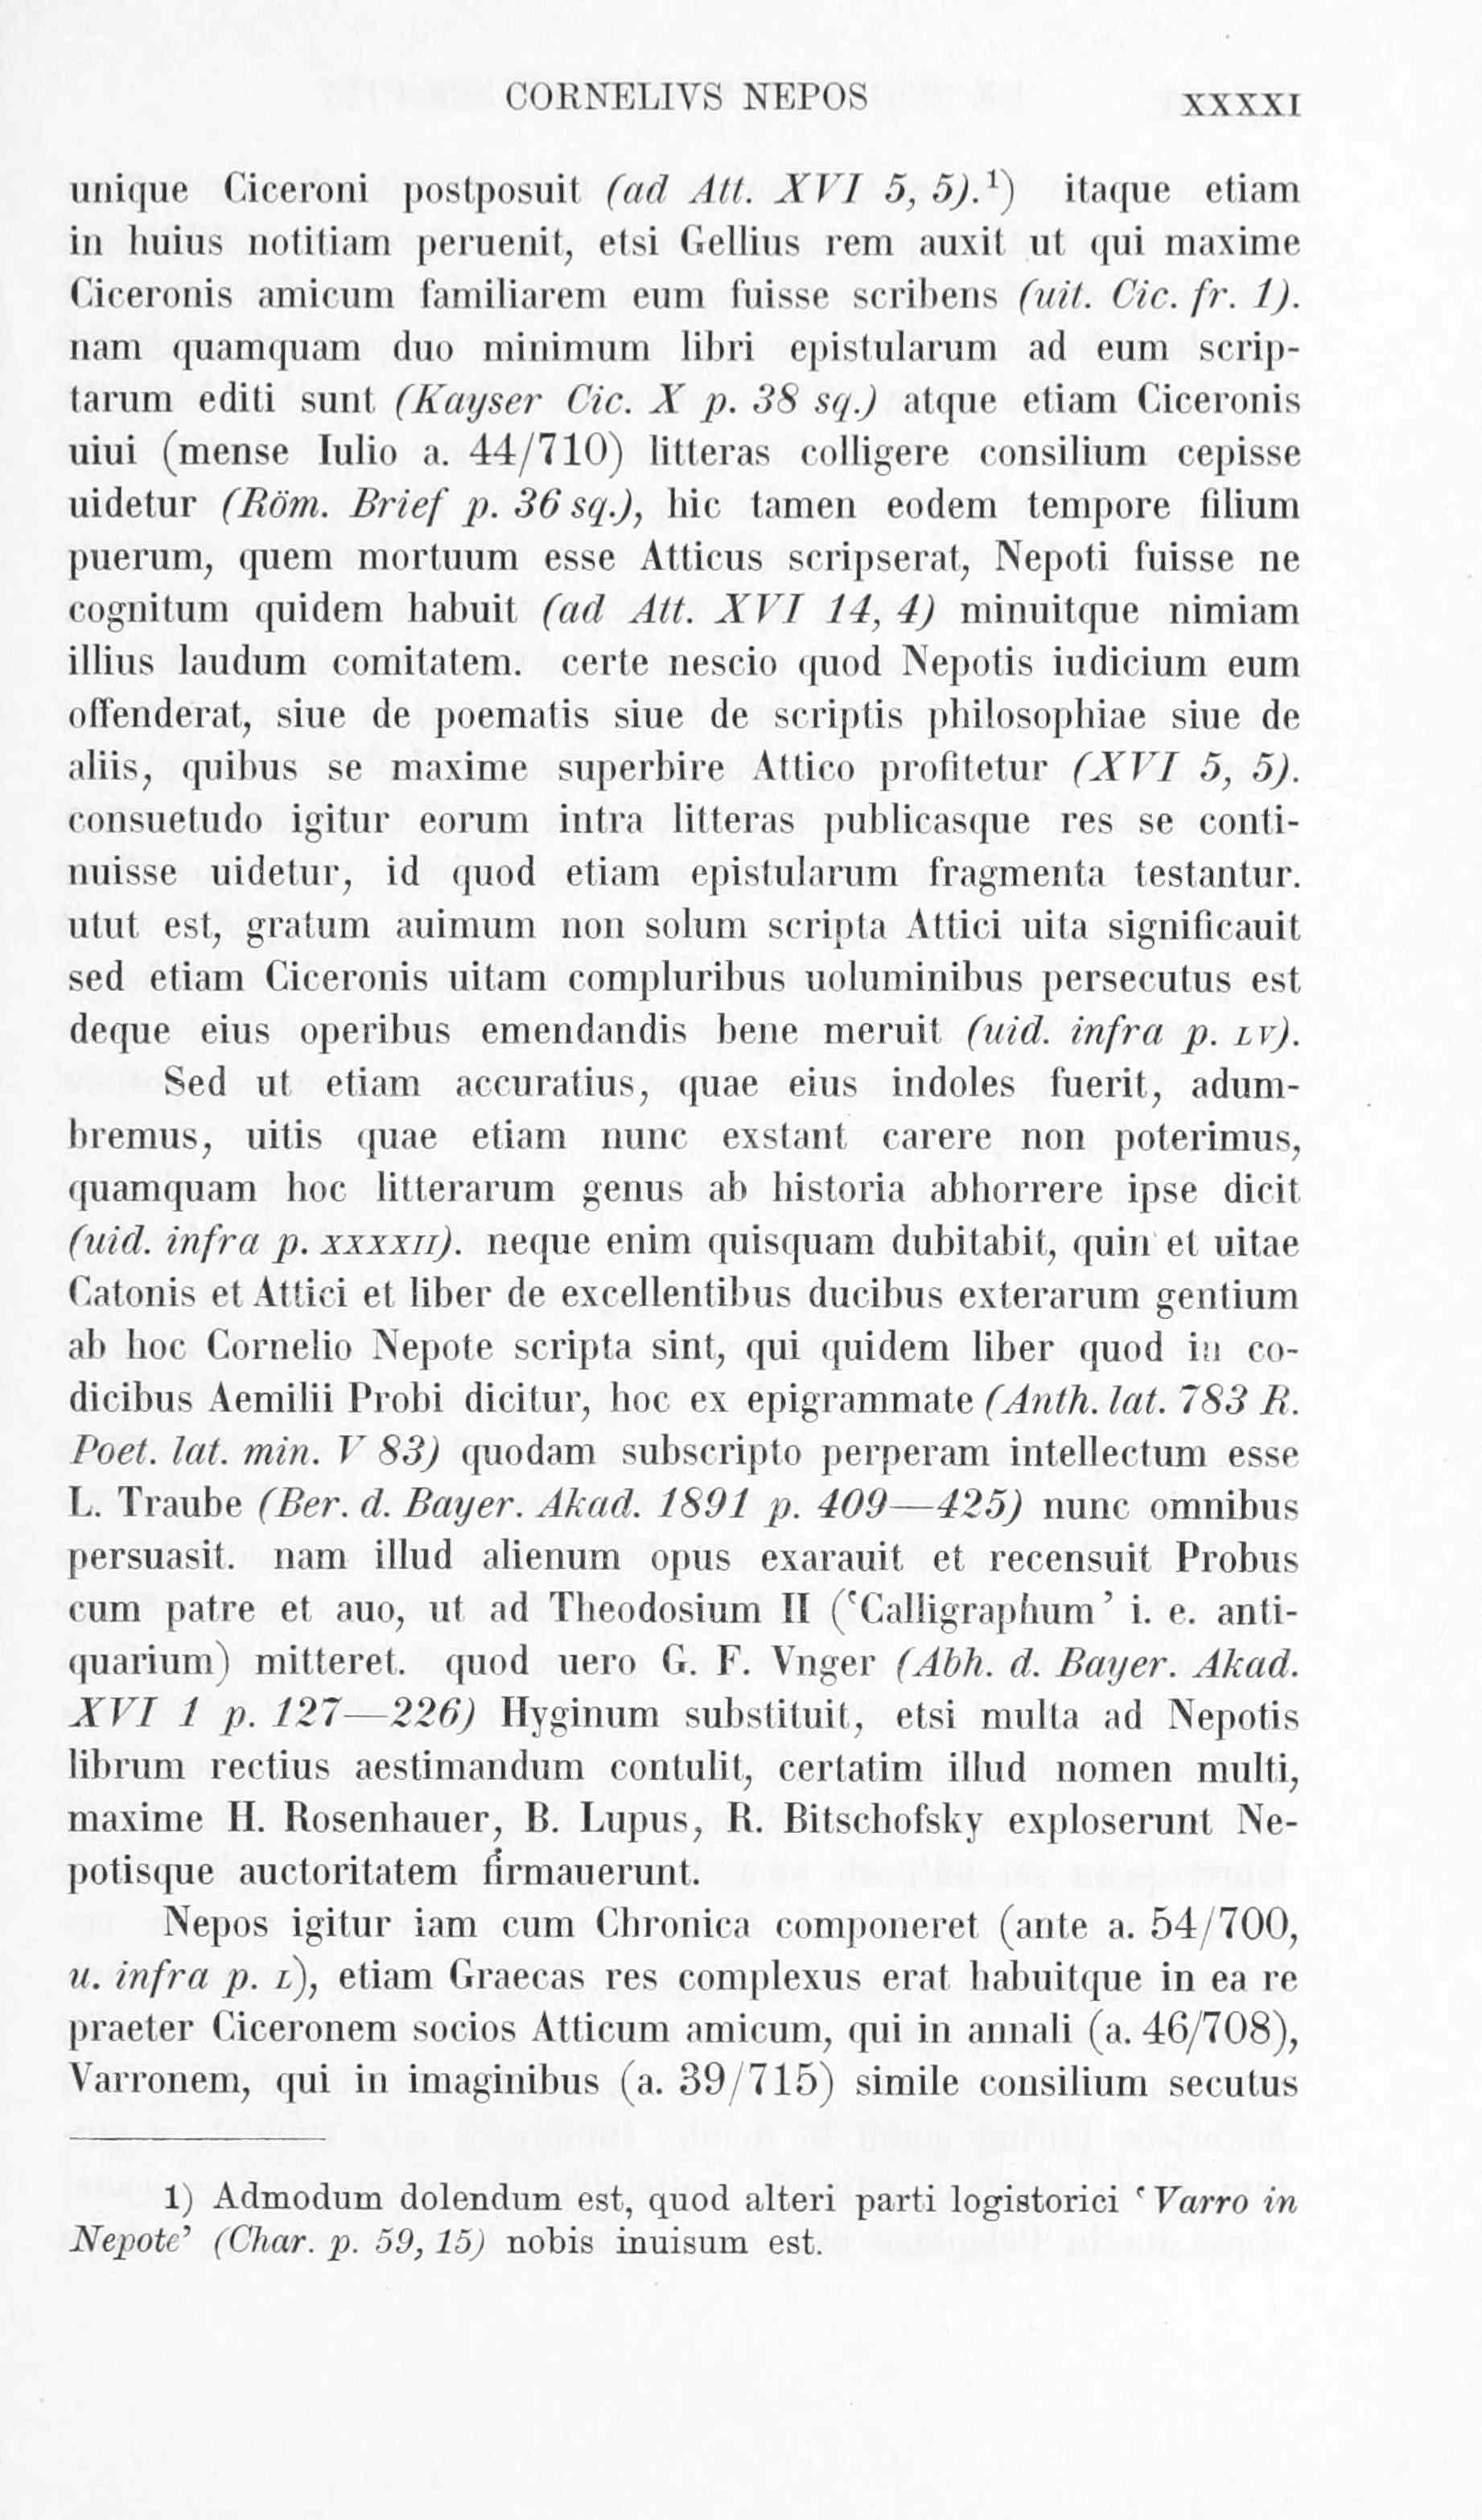 CORNELIVS NEPOS XXXXI
unique Ciceroni postposuit (ad Att. XVI 5, 5).¹) itaque etiam
in huius notitiam peruenit, etsi Gellius rem auxit ut qui maxime
Ciceronis amicum familiarem eum fuisse scribens (uit. Cic. fr. 1).
nam quamquam duo minimum libri epistularum ad eum scrip-
tarum editi sunt (Kayser Cic. X p. 38 sq.) atque etiam Ciceronis
uiui (mense Iulio a. 44/710) litteras colligere consilium cepisse
uidetur (Röm. Brief p. 36 sq.), hic tamen eodem tempore filium
puerum, quem mortuum esse Atticus scripserat, Nepoti fuisse ne
cognitum quidem habuit (ad Att. XVI 14, 4) minuitque nimiam
illius laudum comitatem. certe nescio quod Nepotis iudicium eum
offenderat, siue de poematis siue de scriptis philosophiae siue de
aliis, quibus se maxime superbire Attico profitetur (XVI 5, 5).
consuetudo igitur eorum intra litteras publicasque res se conti-
nuisse uidetur, id quod etiam epistularum fragmenta testantur.
utut est, gratum auimum non solum scripta Attici uita significauit
sed etiam Ciceronis uitam compluribus uoluminibus persecutus est
deque eius operibus emendandis bene meruit (uid. infra p. LV).
Sed ut etiam accuratius, quae eius indoles fuerit, adum-
bremus, uitis quae etiam nunc exstant carere non poterimus,
quamquam hoc litterarum genus ab historia abhorrere ipse dicit
(uid. infra p. XXXXII). neque enim quisquam dubitabit, quin et uitae
Catonis et Attici et liber de excellentibus ducibus exterarum gentium
ab hoc Cornelio Nepote scripta sint, qui quidem liber quod in co-
dicibus Aemilii Probi dicitur, hoc ex epigrammate (Anth. lat. 783 R.
Poet. lat. min. V 83) quodam subscripto perperam intellectum esse
L. Traube (Ber. d. Bayer. Akad. 1891 p. 409—425) nunc omnibus
persuasit. nam illud alienum opus exarauit et recensuit Probus
cum patre et auo, ut ad Theodosium II (‘Calligraphum’ i. e. anti-
quarium) mitteret. quod uero G. F. Vnger (Abh. d. Bayer. Akad.
XVI 1 p. 127—226) Hyginum substituit, etsi multa ad Nepotis
librum rectius aestimandum contulit, certatim illud nomen multi,
maxime H. Rosenhauer, B. Lupus, R. Bitschofsky exploserunt Ne-
potisque auctoritatem firmauerunt.
Nepos igitur iam cum Chronica componeret (ante a. 54/700,
u. infra p. L), etiam Graecas res complexus erat habuitque in ea re
praeter Ciceronem socios Atticum amicum, qui in annali (a. 46/708),
Varronem, qui in imaginibus (a. 39/715) simile consilium secutus
1) Admodum dolendum est, quod alteri parti logistorici ‘Varro in
Nepote’ (Char. p. 59, 15) nobis inuisum est.